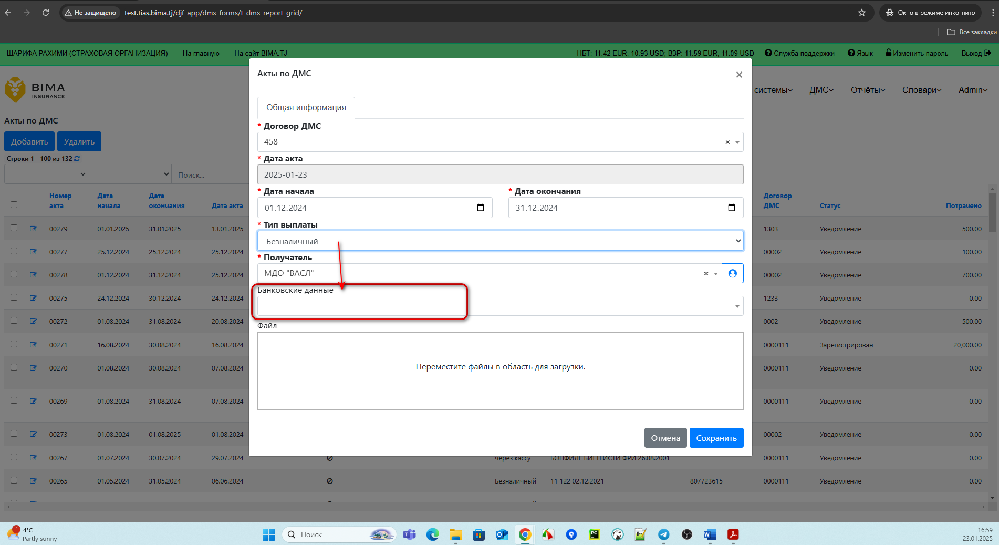 Не защищено
test.tias.bima.tj/djf_app/dms_forms/t_dms_report_grid/
Окно в режиме инкогнито
Все закладки
ШАРИФА РАХИМИ (СТРАХОВАЯ ОРГАНИЗАЦИЯ) На главную На сайт BIMA.TJ НБТ: 11.42 EUR, 10.93 USD; ВЗР: 11.59 EUR, 11.09 USD Служба поддержки Язык Изменить пароль Выход
BIMA
INSURANCE
системы ДМС Отчёты Словари Admin
Акты по ДМС
Добавить Удалить
Строки 1 - 100 из 132
Поиск...
Номер акта Дата начала Дата окончания Дата акта Договор ДМС Статус Потрачено
00279 01.01.2025 31.01.2025 13.01.2025 1303 Уведомление 500.00
00277 25.12.2024 25.12.2024 25.12.2024 00002 Уведомление 100.00
00278 01.12.2024 31.12.2024 25.12.2024 00002 Уведомление 700.00
00275 24.12.2024 30.12.2024 24.12.2024 1233 Уведомление 0.00
00272 01.08.2024 31.08.2024 20.08.2024 0002 Уведомление 500.00
00271 16.08.2024 30.08.2024 16.08.2024 0000111 Зарегистрирован 20,000.00
00270 01.08.2024 30.08.2024 07.08.2024 0000111 Уведомление 0.00
00269 01.08.2024 31.08.2024 07.08.2024 0000111 Уведомление 0.00
00273 01.08.2024 01.08.2025 01.08.2024 00002 Уведомление 0.00
00267 01.07.2024 30.07.2024 29.07.2024 - через кассу 26.08.2001 - 0000111 Уведомление 0.00
00265 01.05.2024 31.05.2024 06.06.2024 - Безналичный 11 122 02.12.2021 807723615 0000111 Уведомление 0.00
Акты по ДМС
×
Общая информация
* Договор ДМС
458 ×
* Дата акта
2025-01-23
* Дата начала * Дата окончания
01.12.2024 31.12.2024
* Тип выплаты
Безналичный
* Получатель
МДО "ВАСЛ" ×
Банковские данные
Файл
Переместите файлы в область для загрузки.
Отмена Сохранить
1
4°C
Partly sunny
Поиск
16:59
23.01.2025